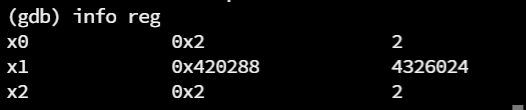 (gdb) info reg
x0 0x2 2
x1 0x420288 4326024
x2 0x2 2